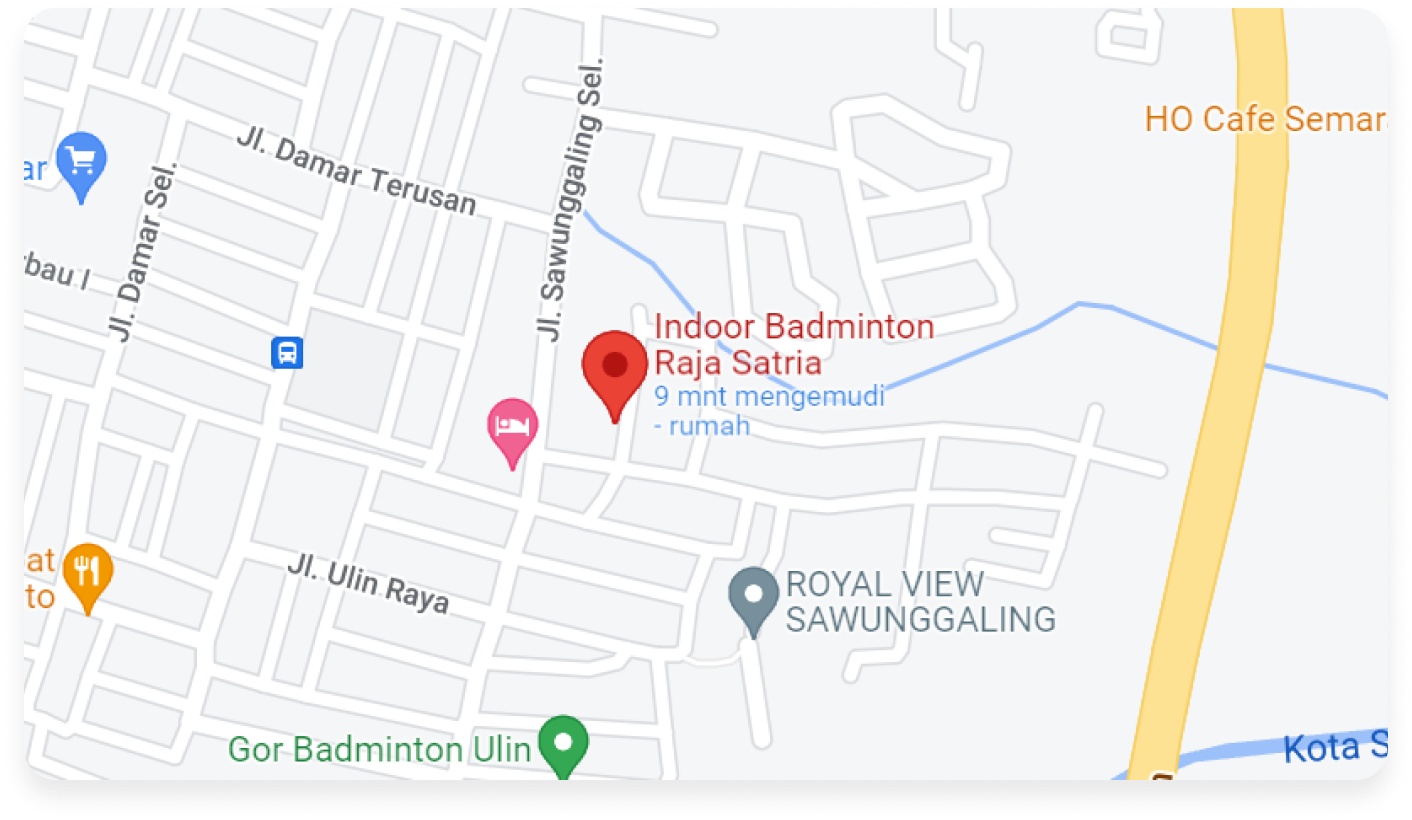 HO Cafe Semar
Jl. Sawunggaling Sel.
Jl. Damar Terusan
ar
Jl. Damar Sel.
rbau I
Indoor Badminton
Raja Satria
9 mnt mengemudi
- rumah
at
to
Jl. Ulin Raya
ROYAL VIEW
SAWUNGGALING
Gor Badminton Ulin
Kota S